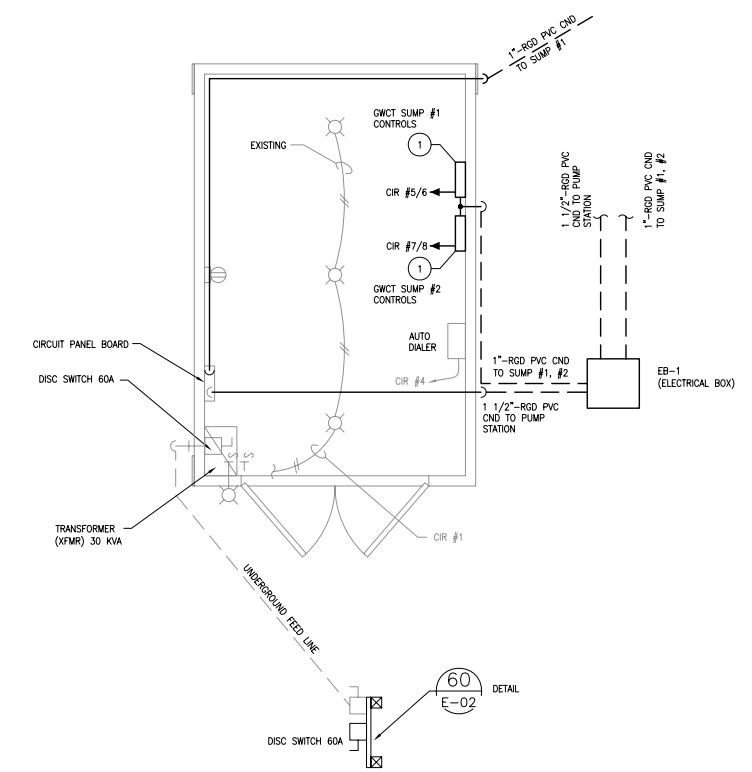 1"-RGD PVC CND
TO SUMP #1
GWCT SUMP #1
CONTROLS
1
EXISTING
CIR #5/6
CIR #7/8
1
GWCT SUMP #2
CONTROLS
1 1/2"-RGD PVC
CND TO PUMP
STATION
1"-RGD PVC CND
TO SUMP #1, #2
AUTO
DIALER
CIRCUIT PANEL BOARD
DISC SWITCH 60A
CIR #4
1"-RGD PVC CND
TO SUMP #1, #2
EB-1
(ELECTRICAL BOX)
1 1/2"-RGD PVC
CND TO PUMP
STATION
S
S
T
S
TRANSFORMER
(XFMR) 30 KVA
CIR #1
UNDERGROUND FEED LINE
60
E-02
DETAIL
DISC SWITCH 60A